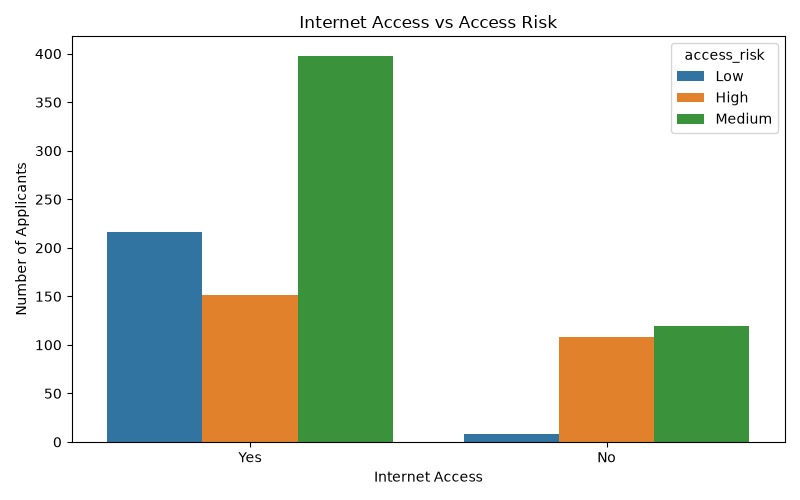 Internet Access vs Access Risk
access_risk
Low
High
Medium
Number of Applicants
400
350
300
250
200
150
100
50
0
Yes
No
Internet Access